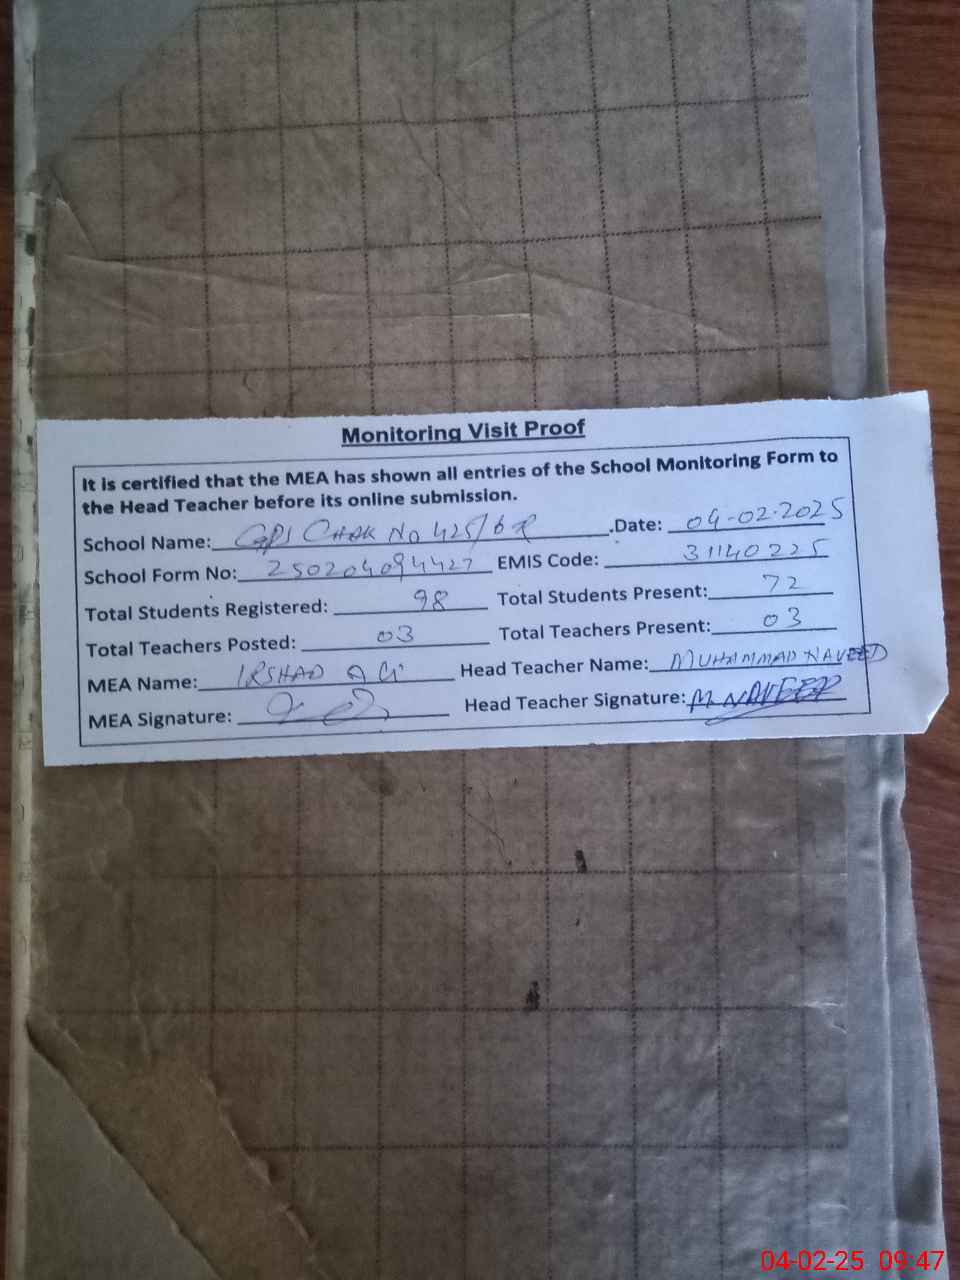 Monitoring Visit Proof
It is certified that the MEA has shown all entries of the School Monitoring Form to
the Head Teacher before its online submission.
School Name: GPS CHAK No 425/6R .Date: 04-02-2025
School Form No: 250204094427 EMIS Code: 31140225
Total Students Registered: 98 Total Students Present: 72
Total Teachers Posted: 03 Total Teachers Present: 03
MEA Name: IRSHAD ALI Head Teacher Name: MUHAMMAD NAVEED
MEA Signature: Head Teacher Signature: M NAVEED
04-02-25 09:47